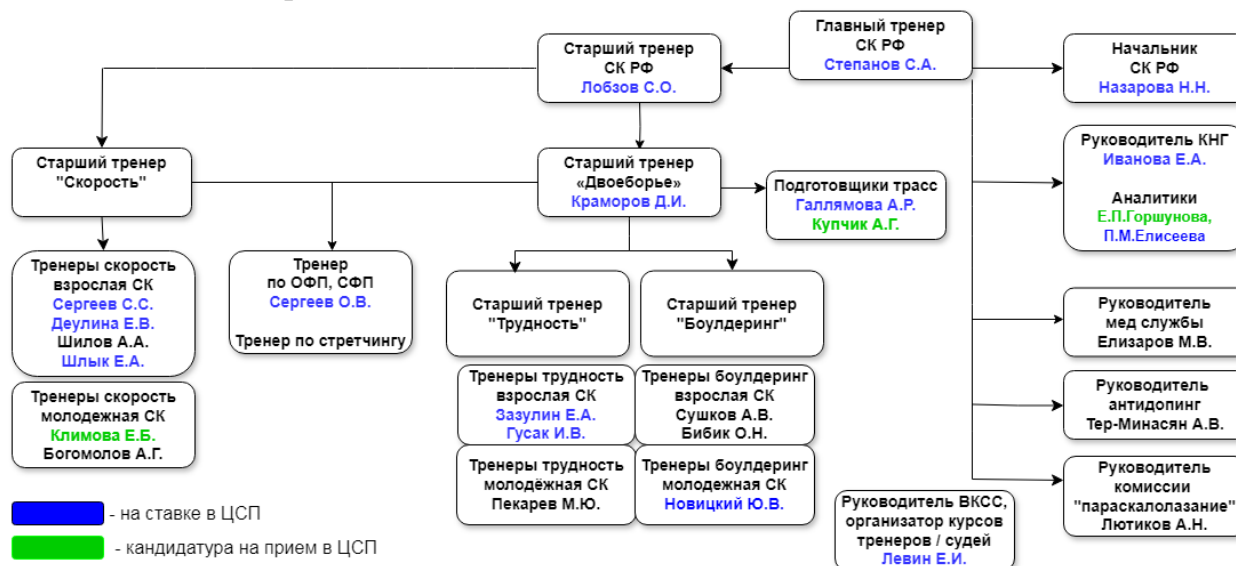 Главный тренер
СК РФ
Степанов С.А.
Старший тренер
СК РФ
Лобзов С.О.
Начальник
СК РФ
Назарова Н.Н.
Старший тренер
"Скорость"
Старший тренер
«Двоеборье»
Краморов Д.И.
Подготовщики трасс
Галлямова А.Р.
Купчик А.Г.
Руководитель КНГ
Иванова Е.А.
Аналитики
Е.П.Горшунова,
П.М.Елисеева
Тренеры скорость
взрослая СК
Сергеев С.С.
Деулина Е.В.
Шилов А.А.
Шлык Е.А.
Тренер
по ОФП, СФП
Сергеев О.В.
Тренер по стретчингу
Старший тренер
"Трудность"
Старший тренер
"Боулдеринг"
Руководитель
мед службы
Елизаров М.В.
Тренеры скорость
молодежная СК
Климова Е.Б.
Богомолов А.Г.
Тренеры трудность
взрослая СК
Зазулин Е.А.
Гусак И.В.
Тренеры боулдеринг
взрослая СК
Сушков А.В.
Бибик О.Н.
Руководитель
антидопинг
Тер-Минасян А.В.
Тренеры трудность
молодёжная СК
Пекарев М.Ю.
Тренеры боулдеринг
молодежная СК
Новицкий Ю.В.
Руководитель
комиссии
"параскалолазание"
Лютиков А.Н.
Руководитель ВКСС,
организатор курсов
тренеров / судей
Левин Е.И.
- на ставке в ЦСП
- кандидатура на прием в ЦСП